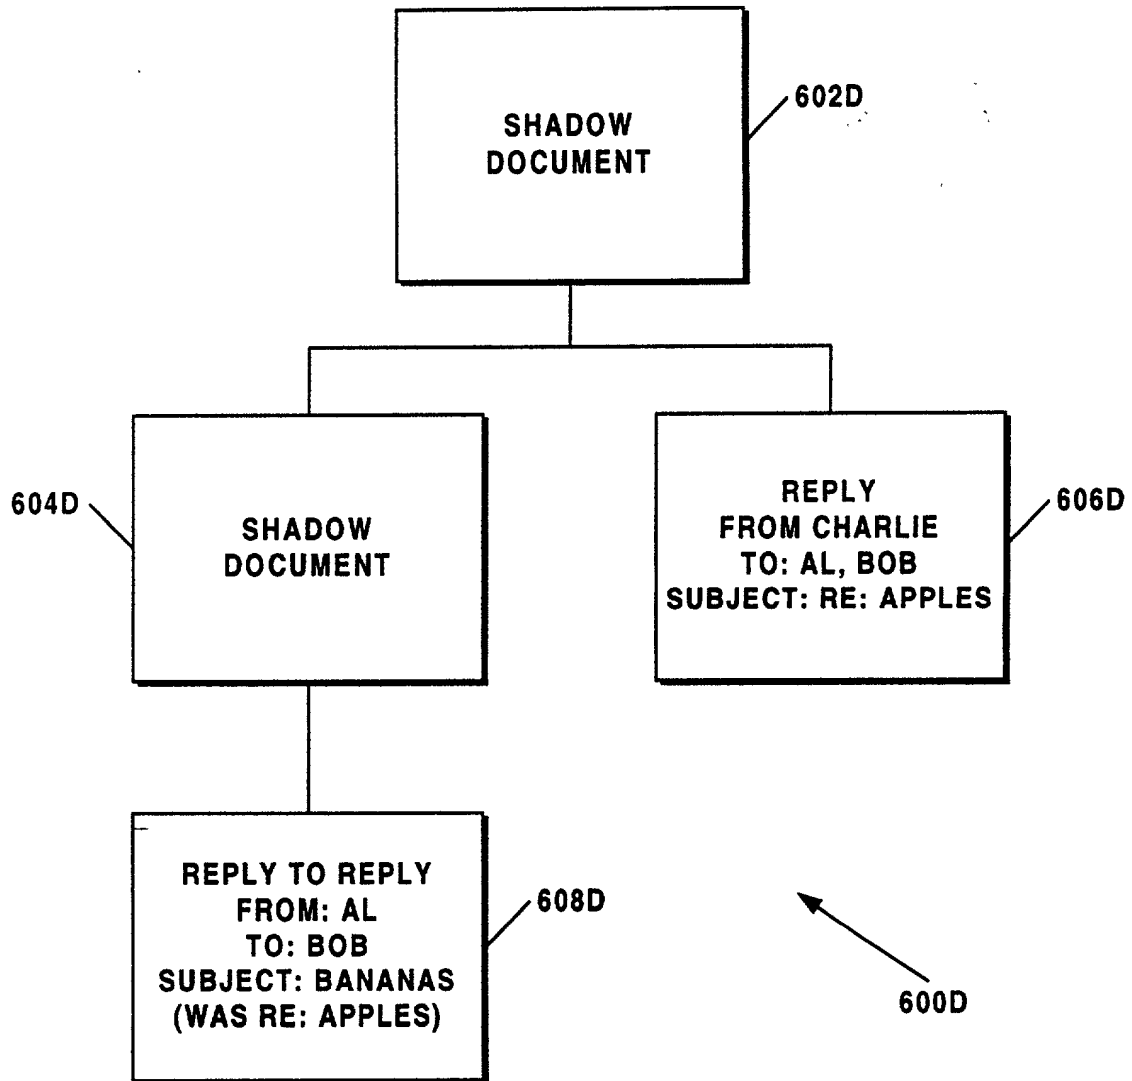 SHADOW
DOCUMENT
602D
604D
SHADOW
DOCUMENT
REPLY
FROM CHARLIE
TO: AL, BOB
SUBJECT: RE: APPLES
606D
REPLY TO REPLY
FROM: AL
TO: BOB
SUBJECT: BANANAS
(WAS RE: APPLES)
608D
600D